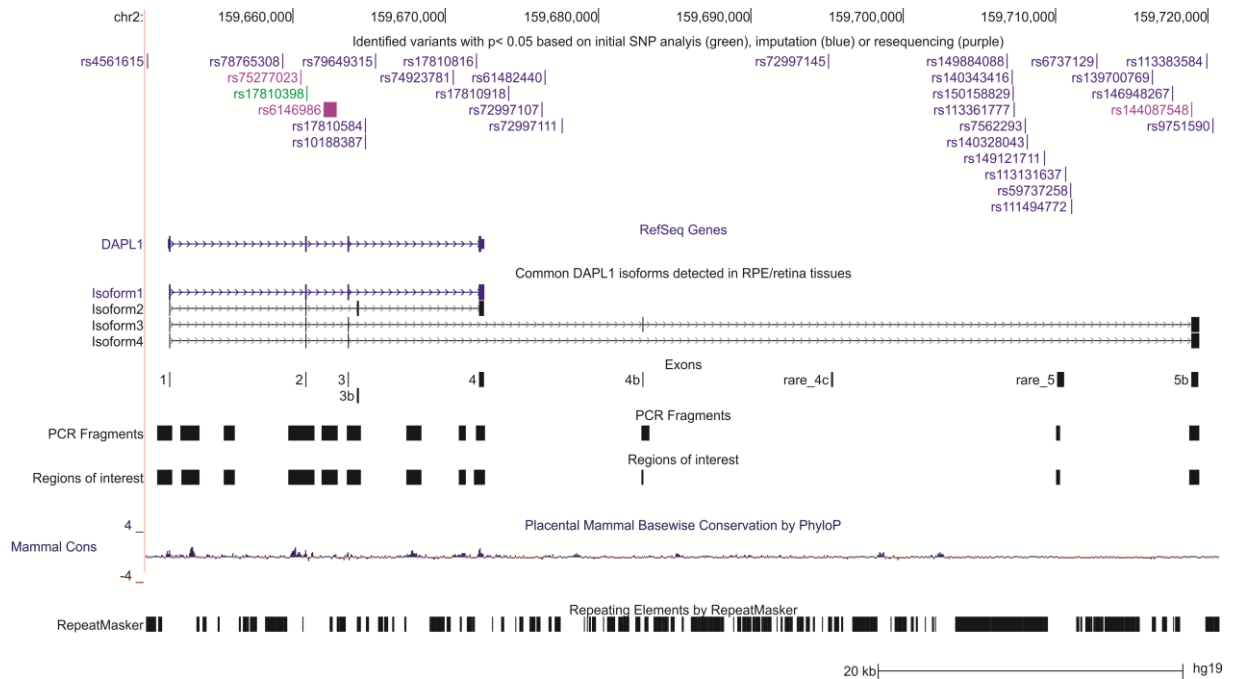 chr2: 159,660,000 159,670,000 159,680,000 159,690,000 159,700,000 159,710,000 159,720,000
Identified variants with p< 0.05 based on initial SNP analyis (green), imputation (blue) or resequencing (purple)
rs4561615 rs78765308 rs79649315 rs17810816 rs72997145 rs149884088 rs6737129 rs113383584
rs75277023 rs74923781 rs61482440 rs140343416 rs139700769
rs17810398 rs17810918 rs150158829 rs146948267
rs6146986 rs72997107 rs113361777 rs144087548
rs17810584 rs72997111 rs7562293 rs9751590
rs10188387 rs140328043
rs149121711
rs113131637
rs59737258
rs111494772
RefSeq Genes
DAPL1
Common DAPL1 isoforms detected in RPE/retina tissues
Isoform1
Isoform2
Isoform3
Isoform4
Exons
1 2 3 4 4b rare_4c rare_5 5b
3b
PCR Fragments
PCR Fragments
Regions of interest
Regions of interest
4 _
Placental Mammal Basewise Conservation by PhyloP
Mammal Cons
-4 _
Repeating Elements by RepeatMasker
RepeatMasker
20 kb hg19